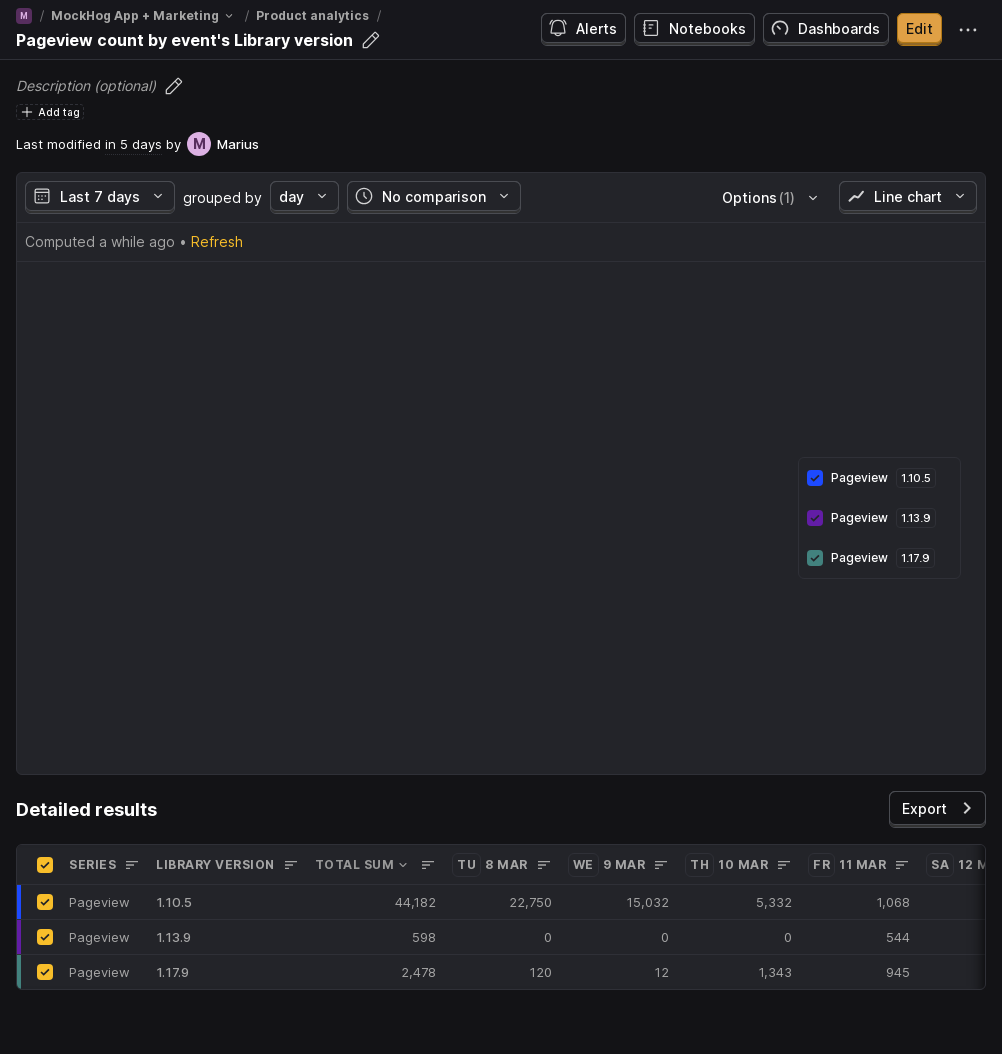 M / MockHog App + Marketing / Product analytics /
Pageview count by event's Library version
Alerts Notebooks Dashboards Edit
Description (optional)
Add tag
Last modified in 5 days by M Marius
Last 7 days grouped by day No comparison Options (1) Line chart
Computed a while ago • Refresh
Pageview 1.10.5
Pageview 1.13.9
Pageview 1.17.9
Detailed results Export
SERIES LIBRARY VERSION TOTAL SUM TU 8 MAR WE 9 MAR TH 10 MAR FR 11 MAR SA 12 M
Pageview 1.10.5 44,182 22,750 15,032 5,332 1,068
Pageview 1.13.9 598 0 0 0 544
Pageview 1.17.9 2,478 120 12 1,343 945